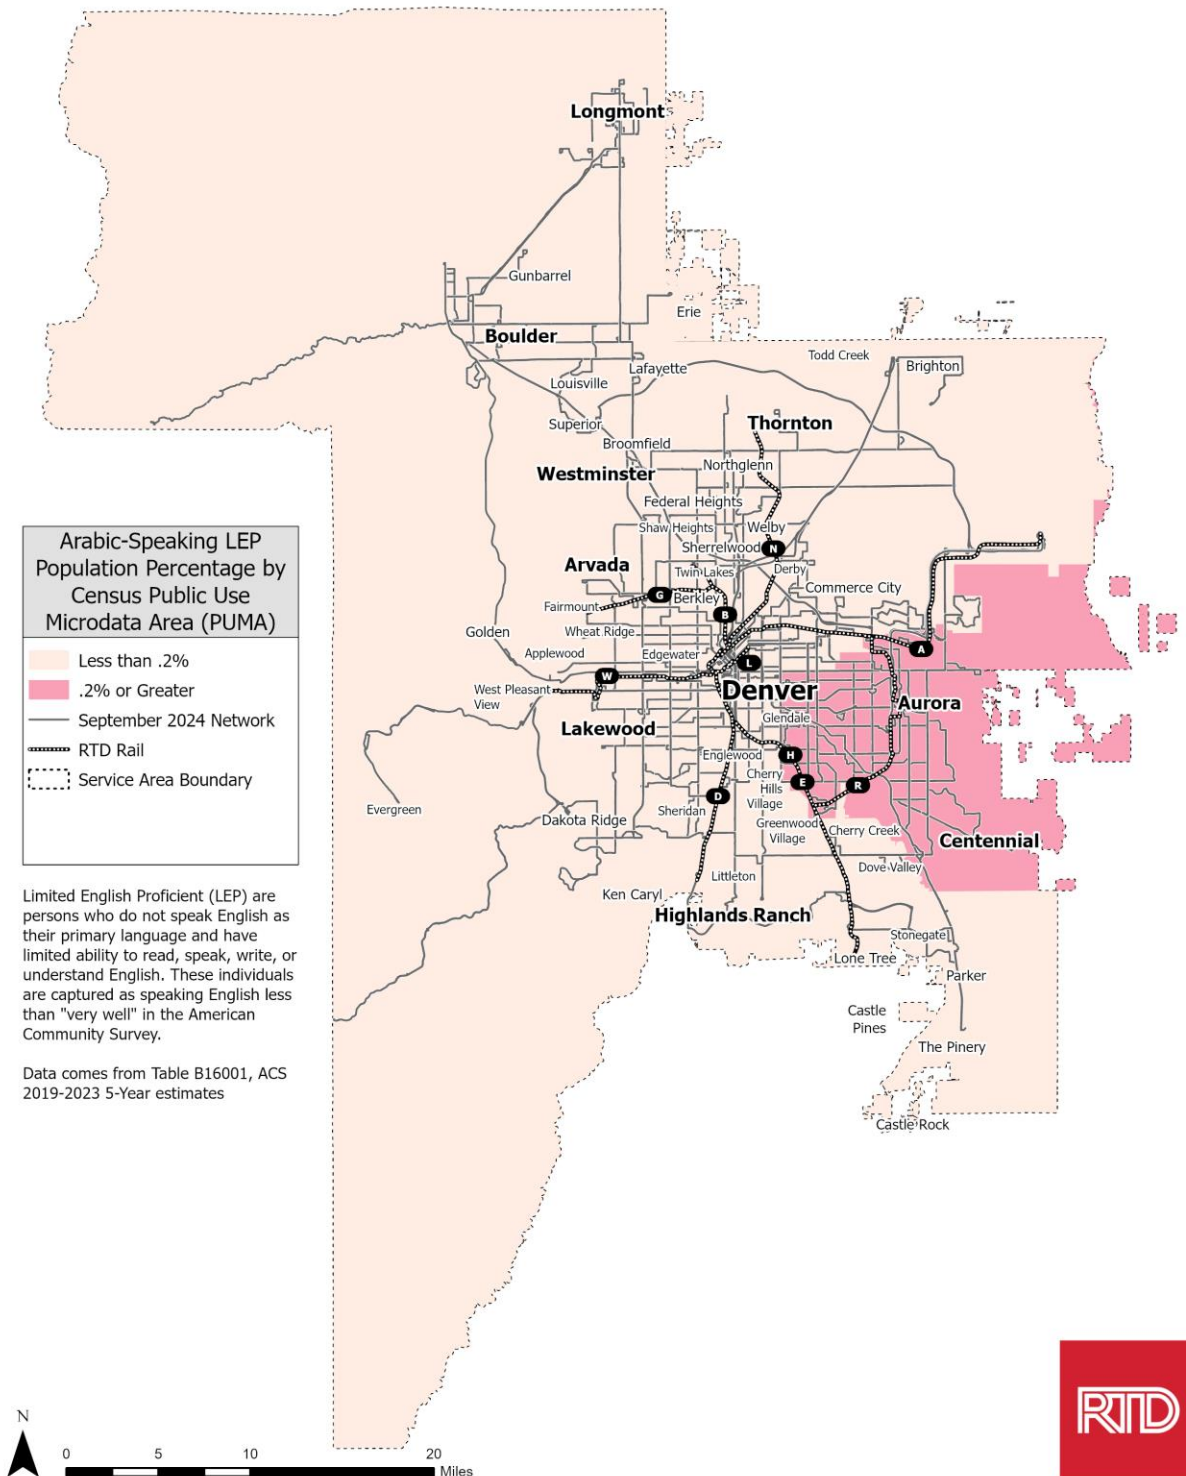 Longmont
Gunbarrel
Erie
Boulder
Todd Creek
Brighton
Lafayette
Louisville
Superior
Thornton
Broomfield
Northglenn
Westminster
Federal Heights
Shaw Heights
Welby
Sherrelwood
N
Arvada
Twin Lakes
Derby
Commerce City
G
Berkley
Fairmount
B
Golden
Wheat Ridge
Applewood
Edgewater
A
L
W
West Pleasant
View
Denver
Aurora
Glendale
Lakewood
Englewood
H
Cherry
Hills
Village
E
R
D
Evergreen
Sheridan
Dakota Ridge
Greenwood
Village
Cherry Creek
Centennial
Dove Valley
Littleton
Ken Caryl
Highlands Ranch
Stonegate
Lone Tree
Parker
Castle
Pines
The Pinery
Castle Rock
Arabic-Speaking LEP
Population Percentage by
Census Public Use
Microdata Area (PUMA)
Less than .2%
.2% or Greater
September 2024 Network
RTD Rail
Service Area Boundary
Limited English Proficient (LEP) are
persons who do not speak English as
their primary language and have
limited ability to read, speak, write, or
understand English. These individuals
are captured as speaking English less
than "very well" in the American
Community Survey.
Data comes from Table B16001, ACS
2019-2023 5-Year estimates
N
0 5 10 20
Miles
RTD